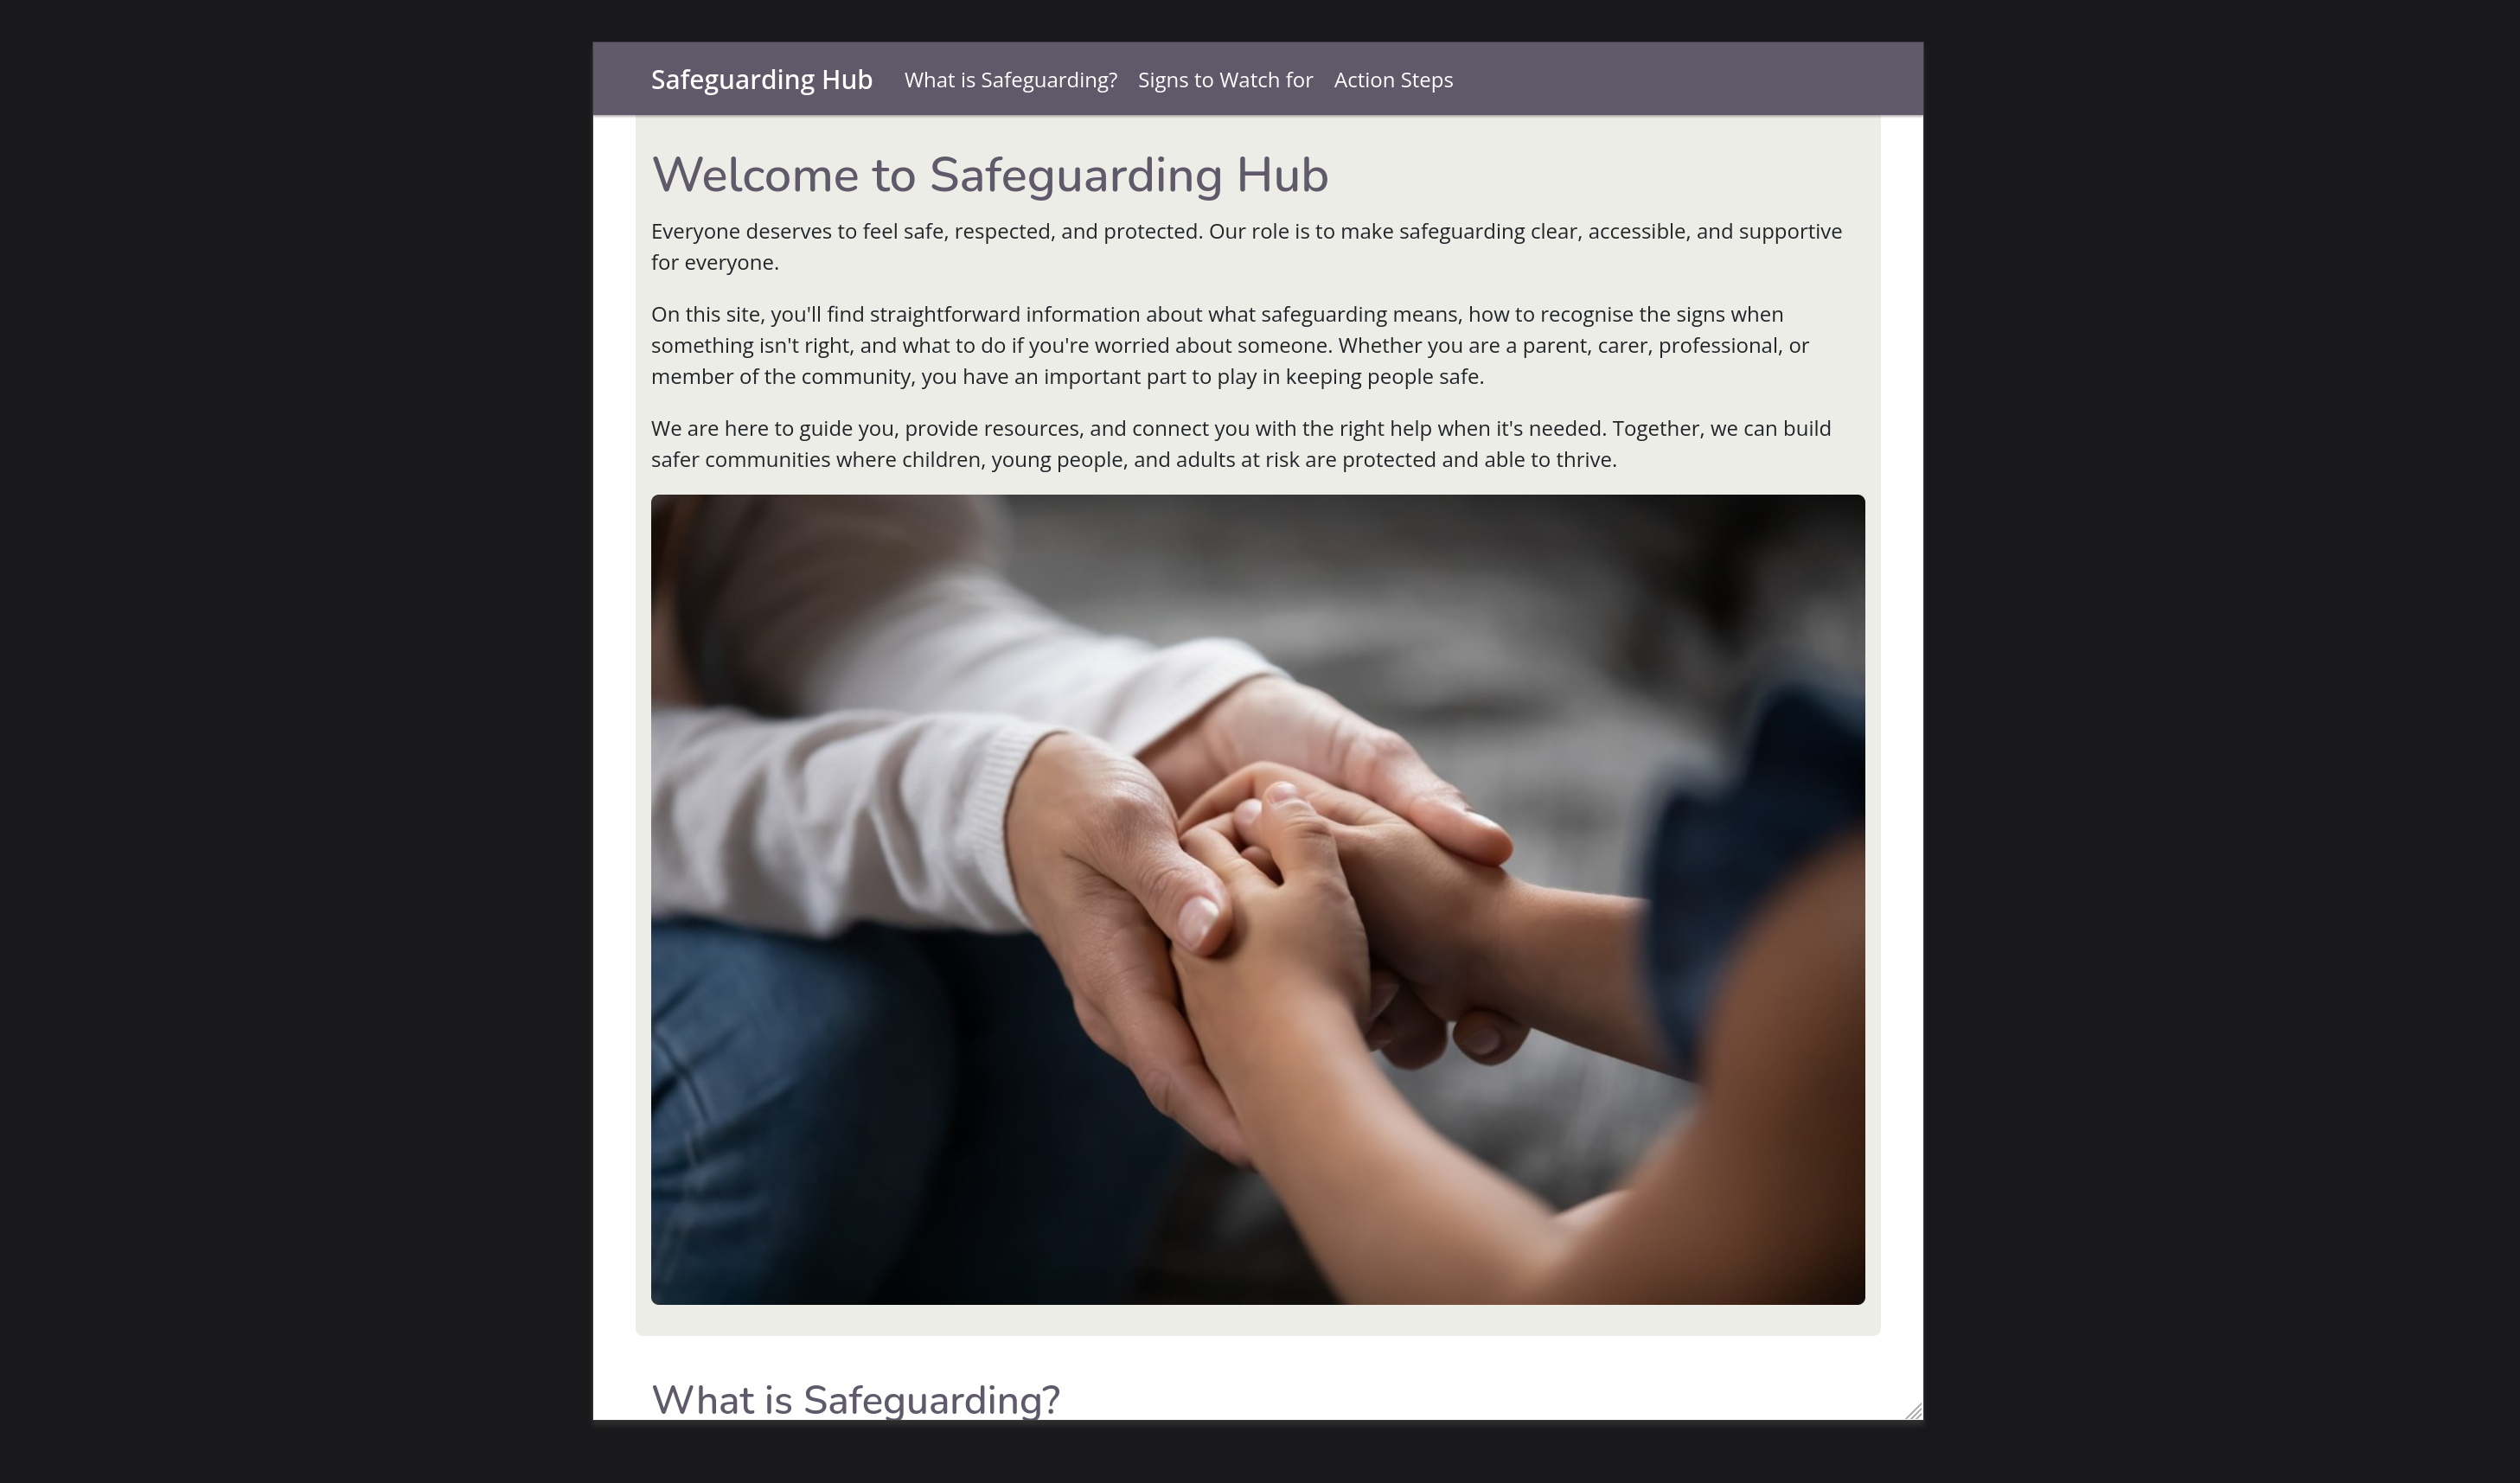 Safeguarding Hub What is Safeguarding? Signs to Watch for Action Steps
Welcome to Safeguarding Hub
Everyone deserves to feel safe, respected, and protected. Our role is to make safeguarding clear, accessible, and supportive
for everyone.
On this site, you'll find straightforward information about what safeguarding means, how to recognise the signs when
something isn't right, and what to do if you're worried about someone. Whether you are a parent, carer, professional, or
member of the community, you have an important part to play in keeping people safe.
We are here to guide you, provide resources, and connect you with the right help when it's needed. Together, we can build
safer communities where children, young people, and adults at risk are protected and able to thrive.
What is Safeguarding?